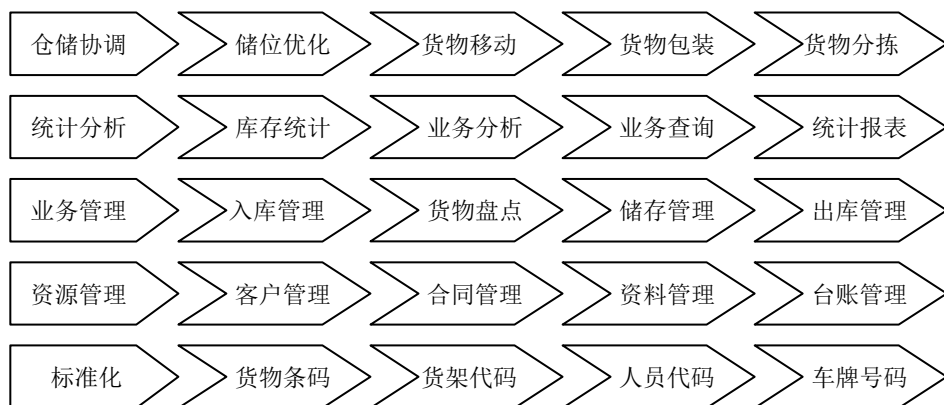 仓储协调 储位优化 货物移动 货物包装 货物分拣
统计分析 库存统计 业务分析 业务查询 统计报表
业务管理 入库管理 货物盘点 储存管理 出库管理
资源管理 客户管理 合同管理 资料管理 台账管理
标准化 货物条码 货架代码 人员代码 车牌号码